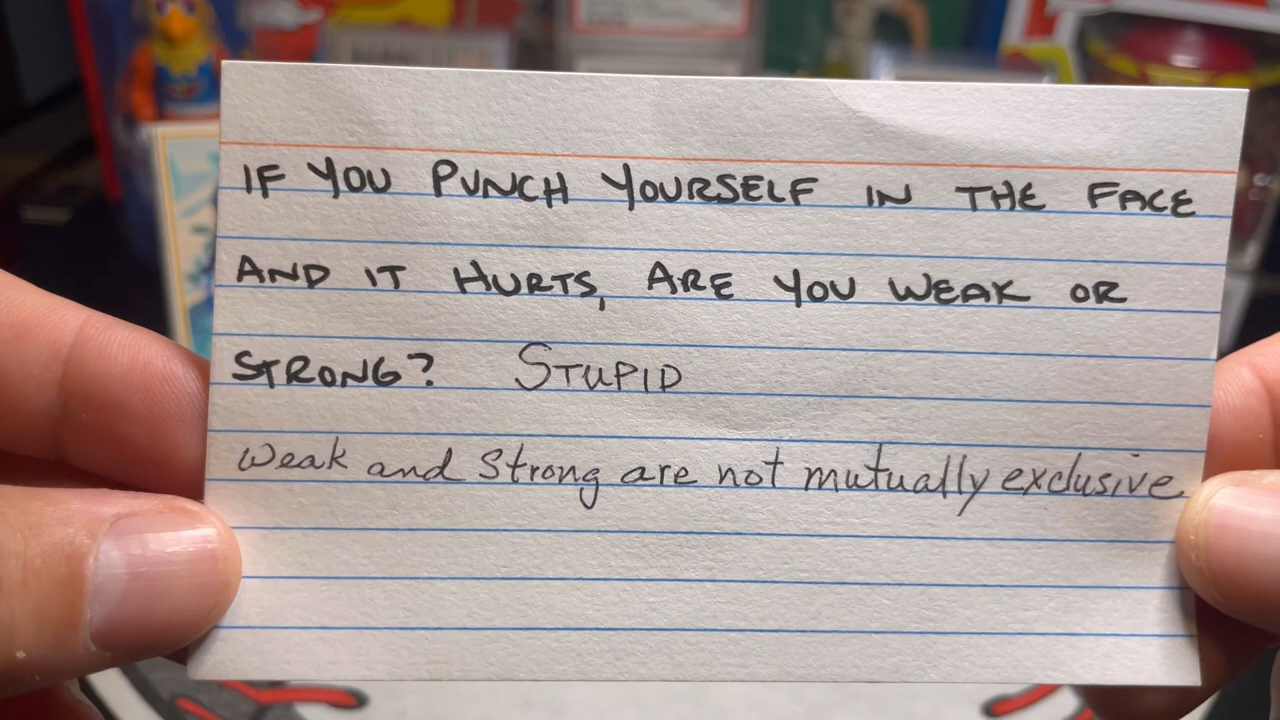 IF YOU PUNCH YOURSELF IN THE FACE
AND IT HURTS, ARE YOU WEAK OR
STRONG? STUPID
Weak and Strong are not mutually exclusive